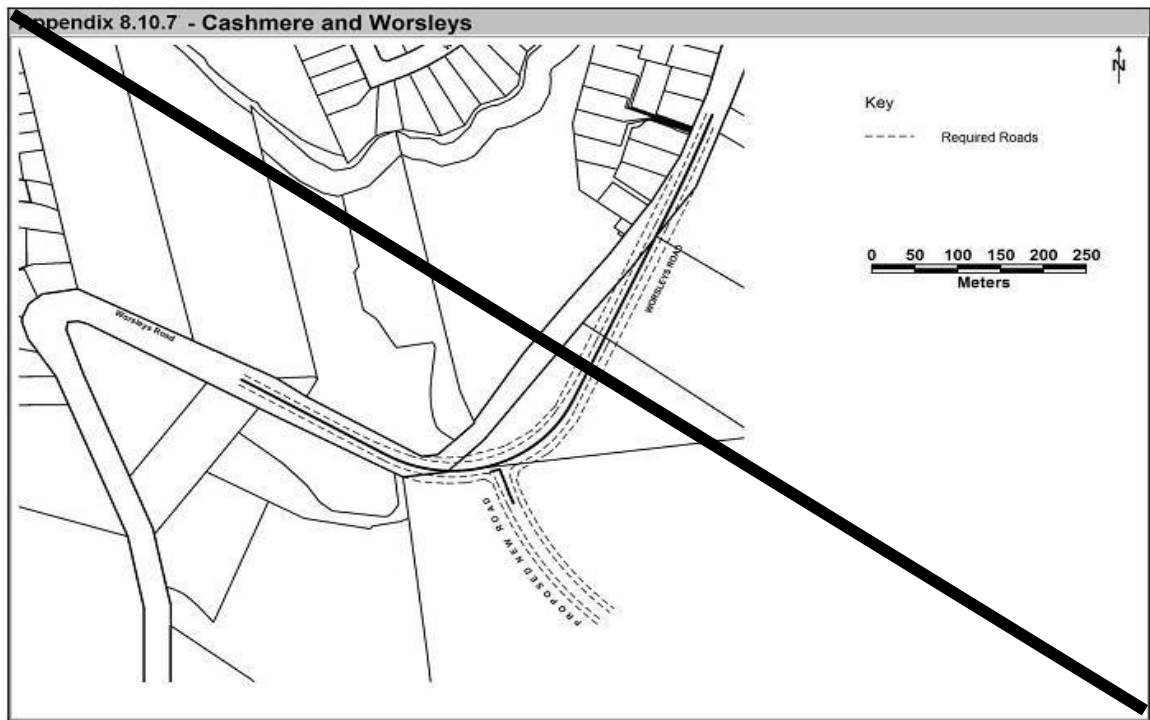 Appendix 8.10.7 - Cashmere and Worsleys
N
Key
Required Roads
0 50 100 150 200 250
Meters
WORSLEYS ROAD
Worsleys Road
PROPOSED NEW ROAD